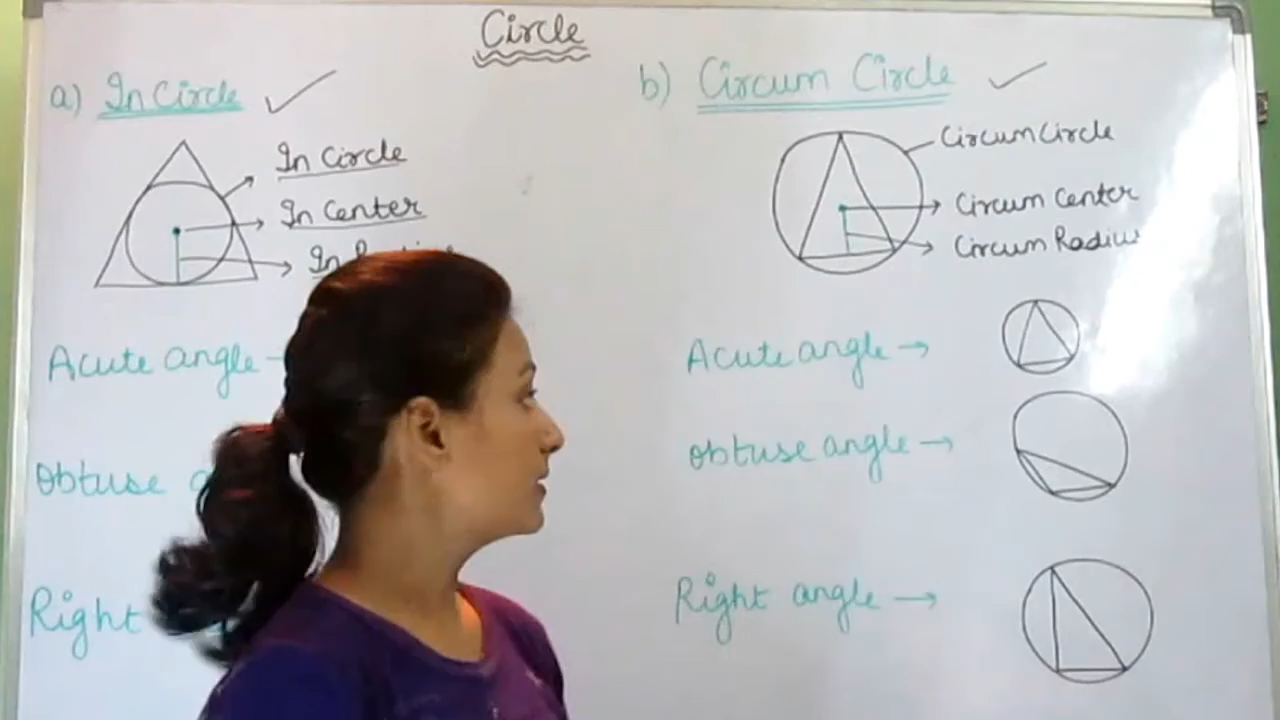 Circle
a) In Circle
In Circle
In Center
In
Acute angle
Obtuse
Right
b) Circum Circle
Circum Circle
Circum Center
Circum Radius
Acute angle →
obtuse angle →
Right angle →